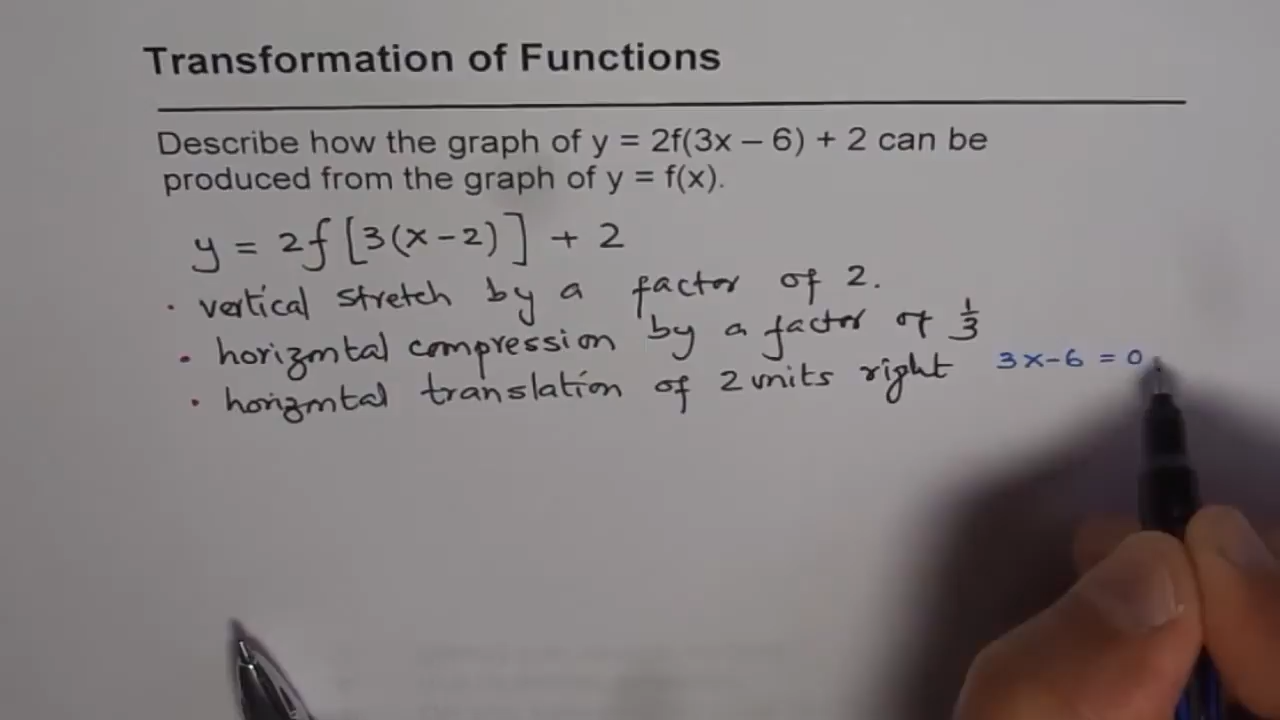 Transformation of Functions
Describe how the graph of y = 2f(3x – 6) + 2 can be
produced from the graph of y = f(x).
y = 2f[3(x-2)] + 2
• vertical stretch by a factor of 2.
• horizontal compression by a factor of 1/3
• horizontal translation of 2 units right 3x-6 = 0